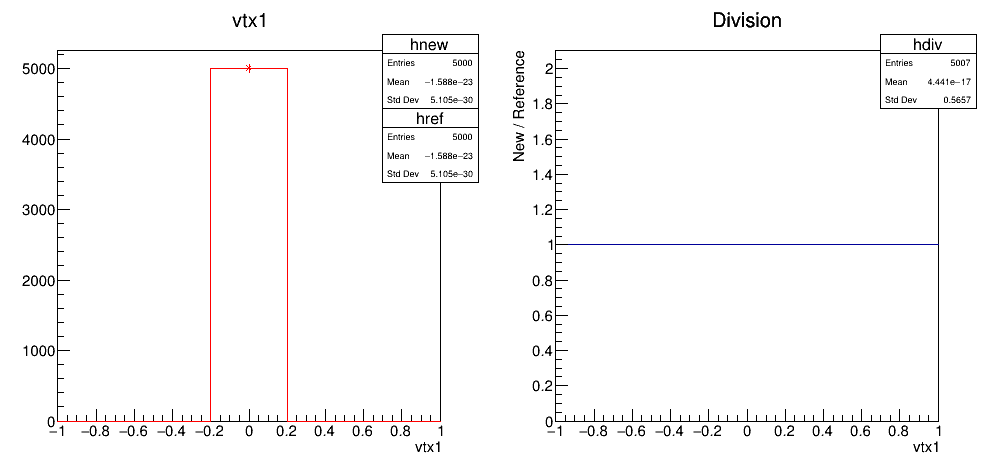 vtx1
hnew
Entries 5000
Mean −1.588e−23
Std Dev 5.105e−30
href
Entries 5000
Mean −1.588e−23
Std Dev 5.105e−30
5000
4000
3000
2000
1000
0
−1 −0.8 −0.6 −0.4 −0.2 0 0.2 0.4 0.6 0.8 1
vtx1
Division
hdiv
Entries 5007
Mean 4.441e−17
Std Dev 0.5657
New / Reference
2
1.8
1.6
1.4
1.2
1
0.8
0.6
0.4
0.2
0
−1 −0.8 −0.6 −0.4 −0.2 0 0.2 0.4 0.6 0.8 1
vtx1